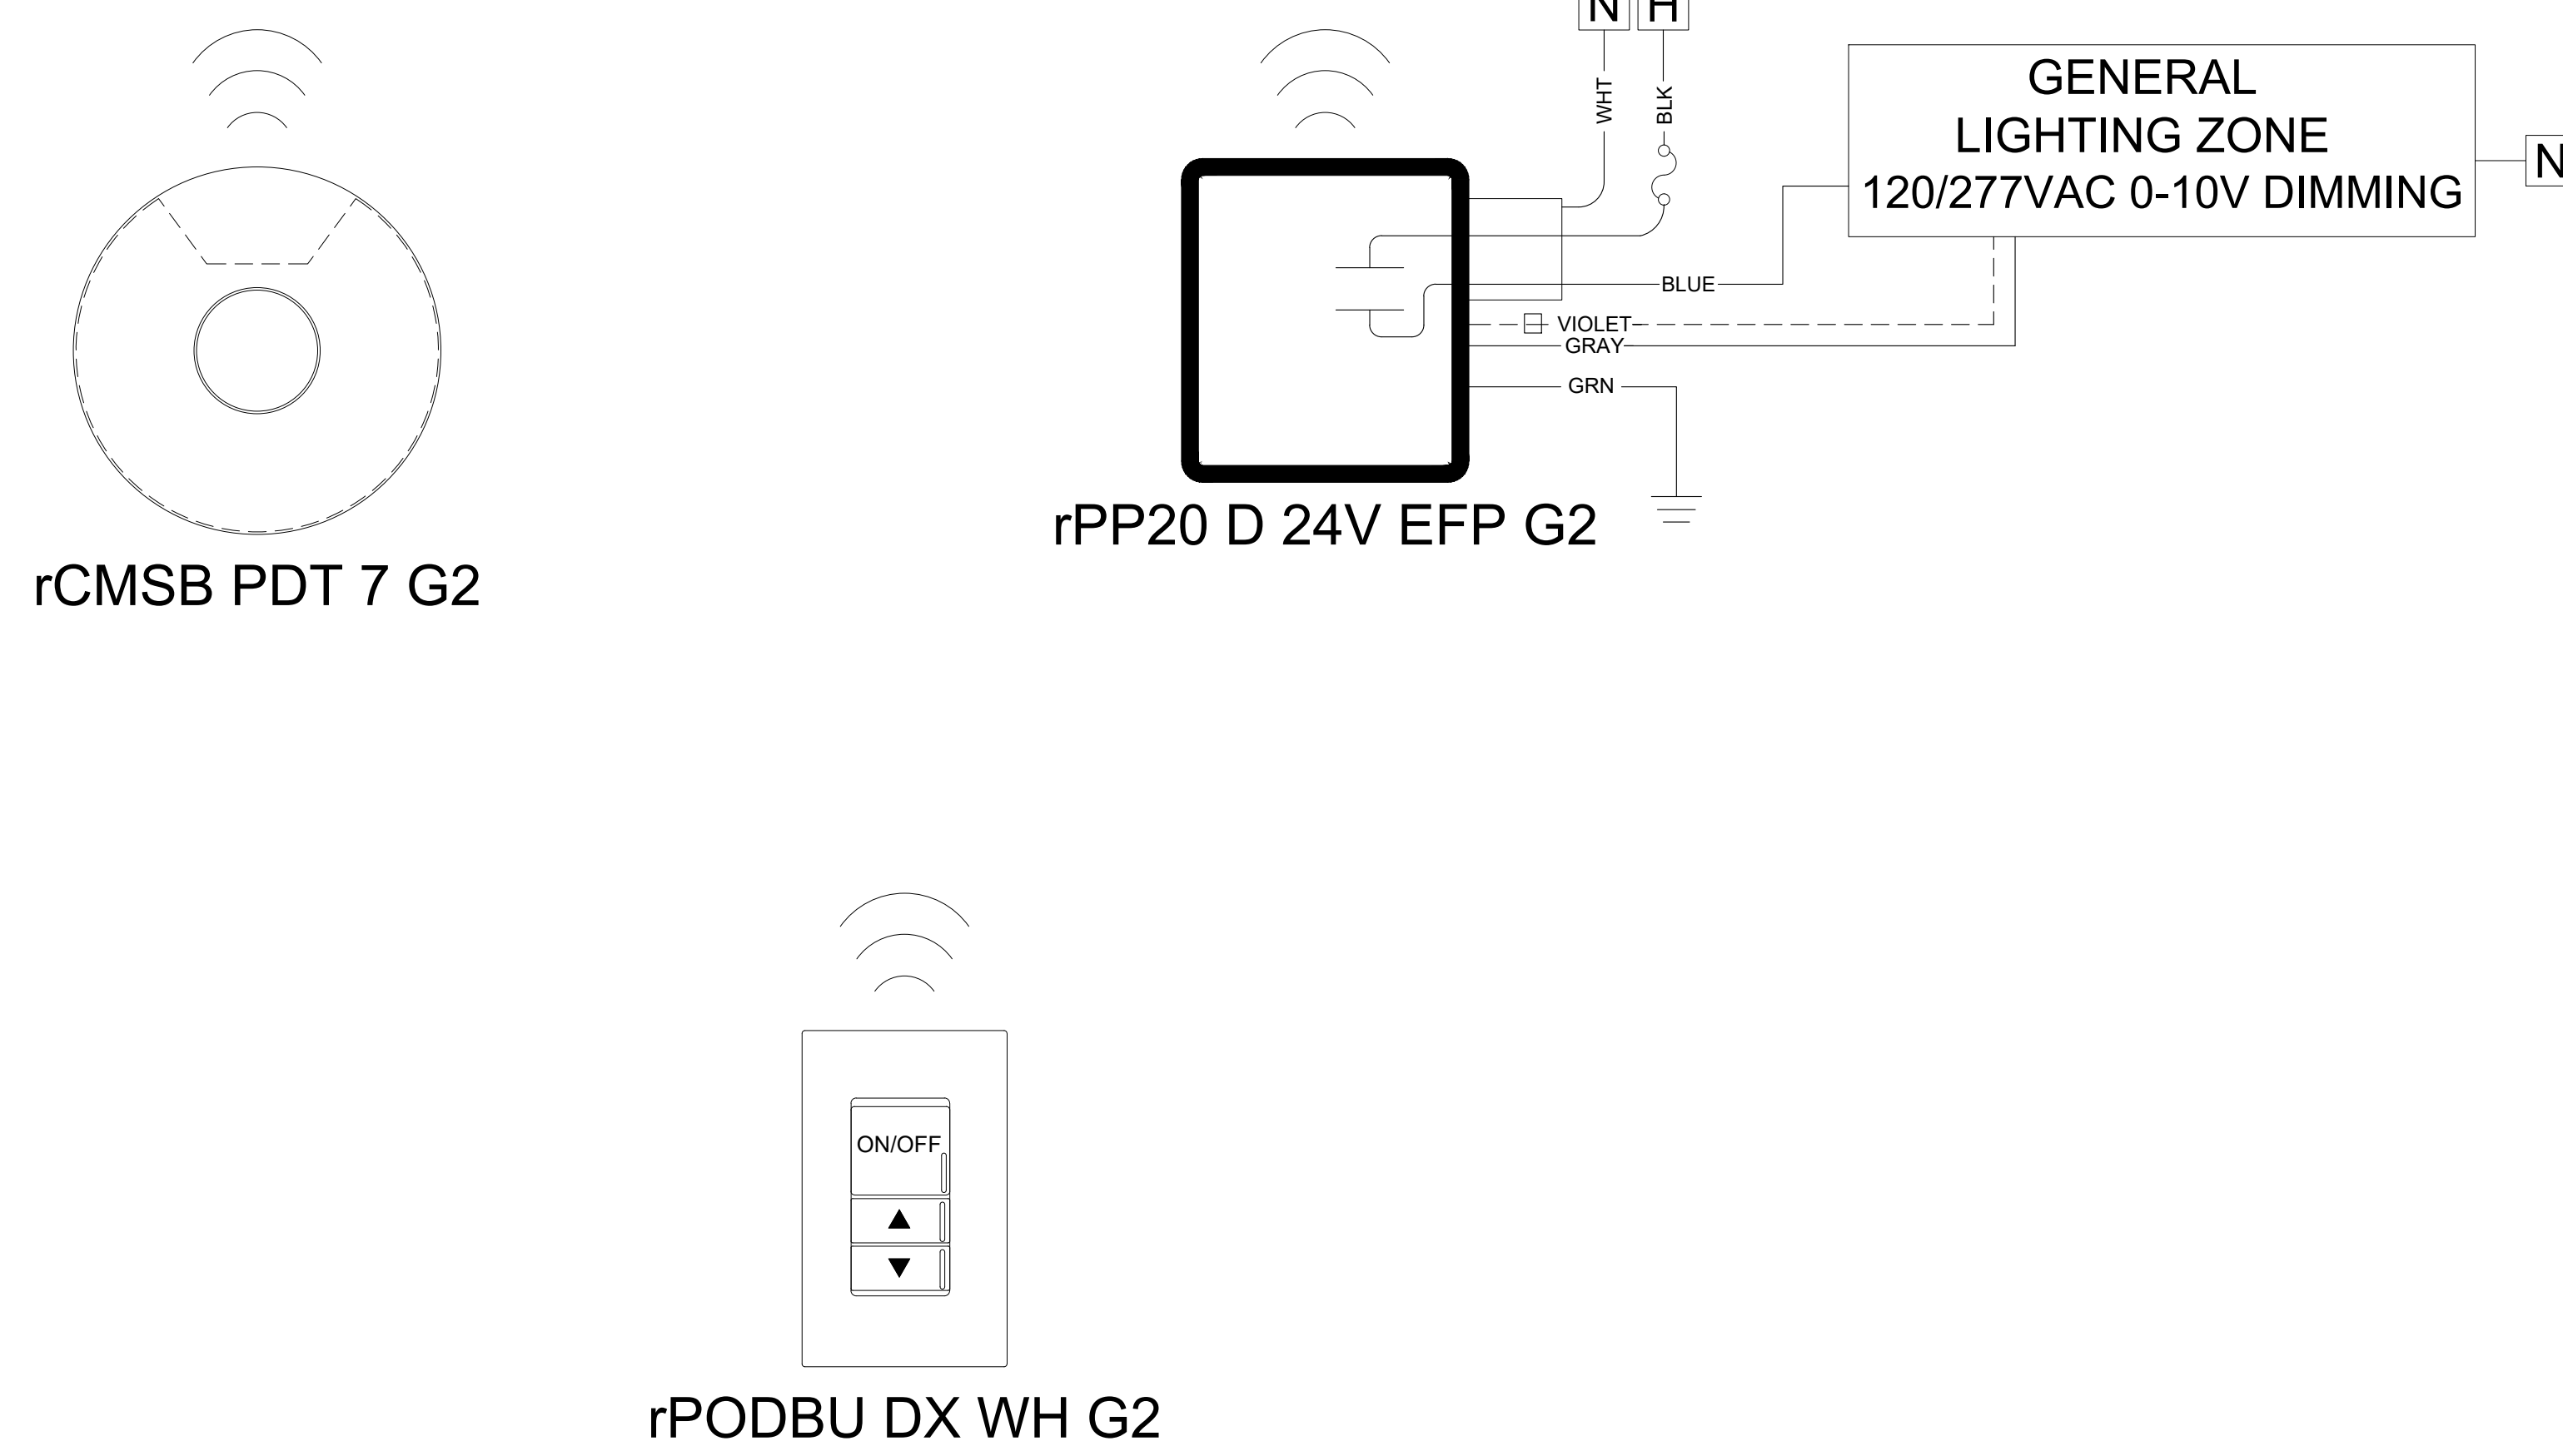 N H
WHT
BLK
GENERAL
LIGHTING ZONE
120/277VAC 0-10V DIMMING
N
BLUE
VIOLET
GRAY
GRN
rPP20 D 24V EFP G2
rCMSB PDT 7 G2
ON/OFF
rPODBU DX WH G2